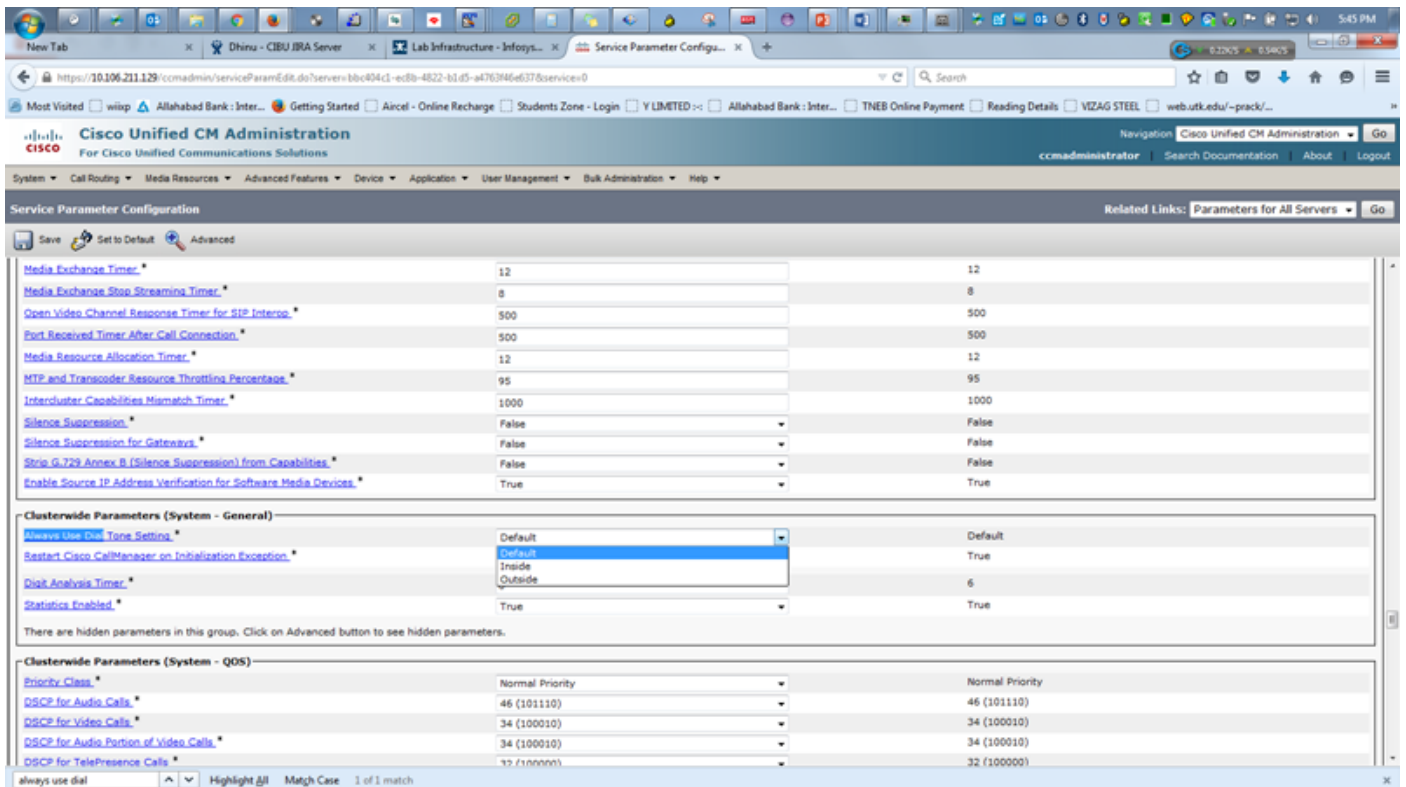 5:45 PM
New Tab
Dhinu - CIBU JIRA Server
Lab Infrastructure - Infosys...
Service Parameter Configu...
https://10.106.211.129/ccmadmin/serviceParamEdit.do?server=bbc404c1-ec8b-4822-b1d5-a4763f46e637&service=0
Search
Most Visited wiixp Allahabad Bank : Inter... Getting Started Aircel - Online Recharge Students Zone - Login Y LIMITED :-: Allahabad Bank : Inter... TNEB Online Payment Reading Details VIZAG STEEL web.utk.edu/~prack/...
CISCO
Cisco Unified CM Administration
For Cisco Unified Communications Solutions
Navigation Cisco Unified CM Administration Go
ccmadministrator | Search Documentation | About | Logout
System Call Routing Media Resources Advanced Features Device Application User Management Bulk Administration Help
Service Parameter Configuration
Related Links: Parameters for All Servers Go
Save Set to Default Advanced
Media Exchange Timer * 12 12
Media Exchange Stop Streaming Timer * 8 8
Open Video Channel Response Timer for SIP Interop * 500 500
Port Received Timer After Call Connection * 500 500
Media Resource Allocation Timer * 12 12
MTP and Transcoder Resource Throttling Percentage * 95 95
Intercluster Capabilities Mismatch Timer * 1000 1000
Silence Suppression * False False
Silence Suppression for Gateways * False False
Strip G.729 Annex B (Silence Suppression) from Capabilities * False False
Enable Source IP Address Verification for Software Media Devices * True True
Clusterwide Parameters (System - General)
Always Use Dial Tone Setting * Default Default
Default
Inside
Outside
Restart Cisco CallManager on Initialization Exception * True
Digit Analysis Timer * 6
Statistics Enabled * True True
There are hidden parameters in this group. Click on Advanced button to see hidden parameters.
Clusterwide Parameters (System - QOS)
Priority Class * Normal Priority Normal Priority
DSCP for Audio Calls * 46 (101110) 46 (101110)
DSCP for Video Calls * 34 (100010) 34 (100010)
DSCP for Audio Portion of Video Calls * 34 (100010) 34 (100010)
DSCP for TelePresence Calls * 32 (100000) 32 (100000)
always use dial Highlight All Match Case 1 of 1 match